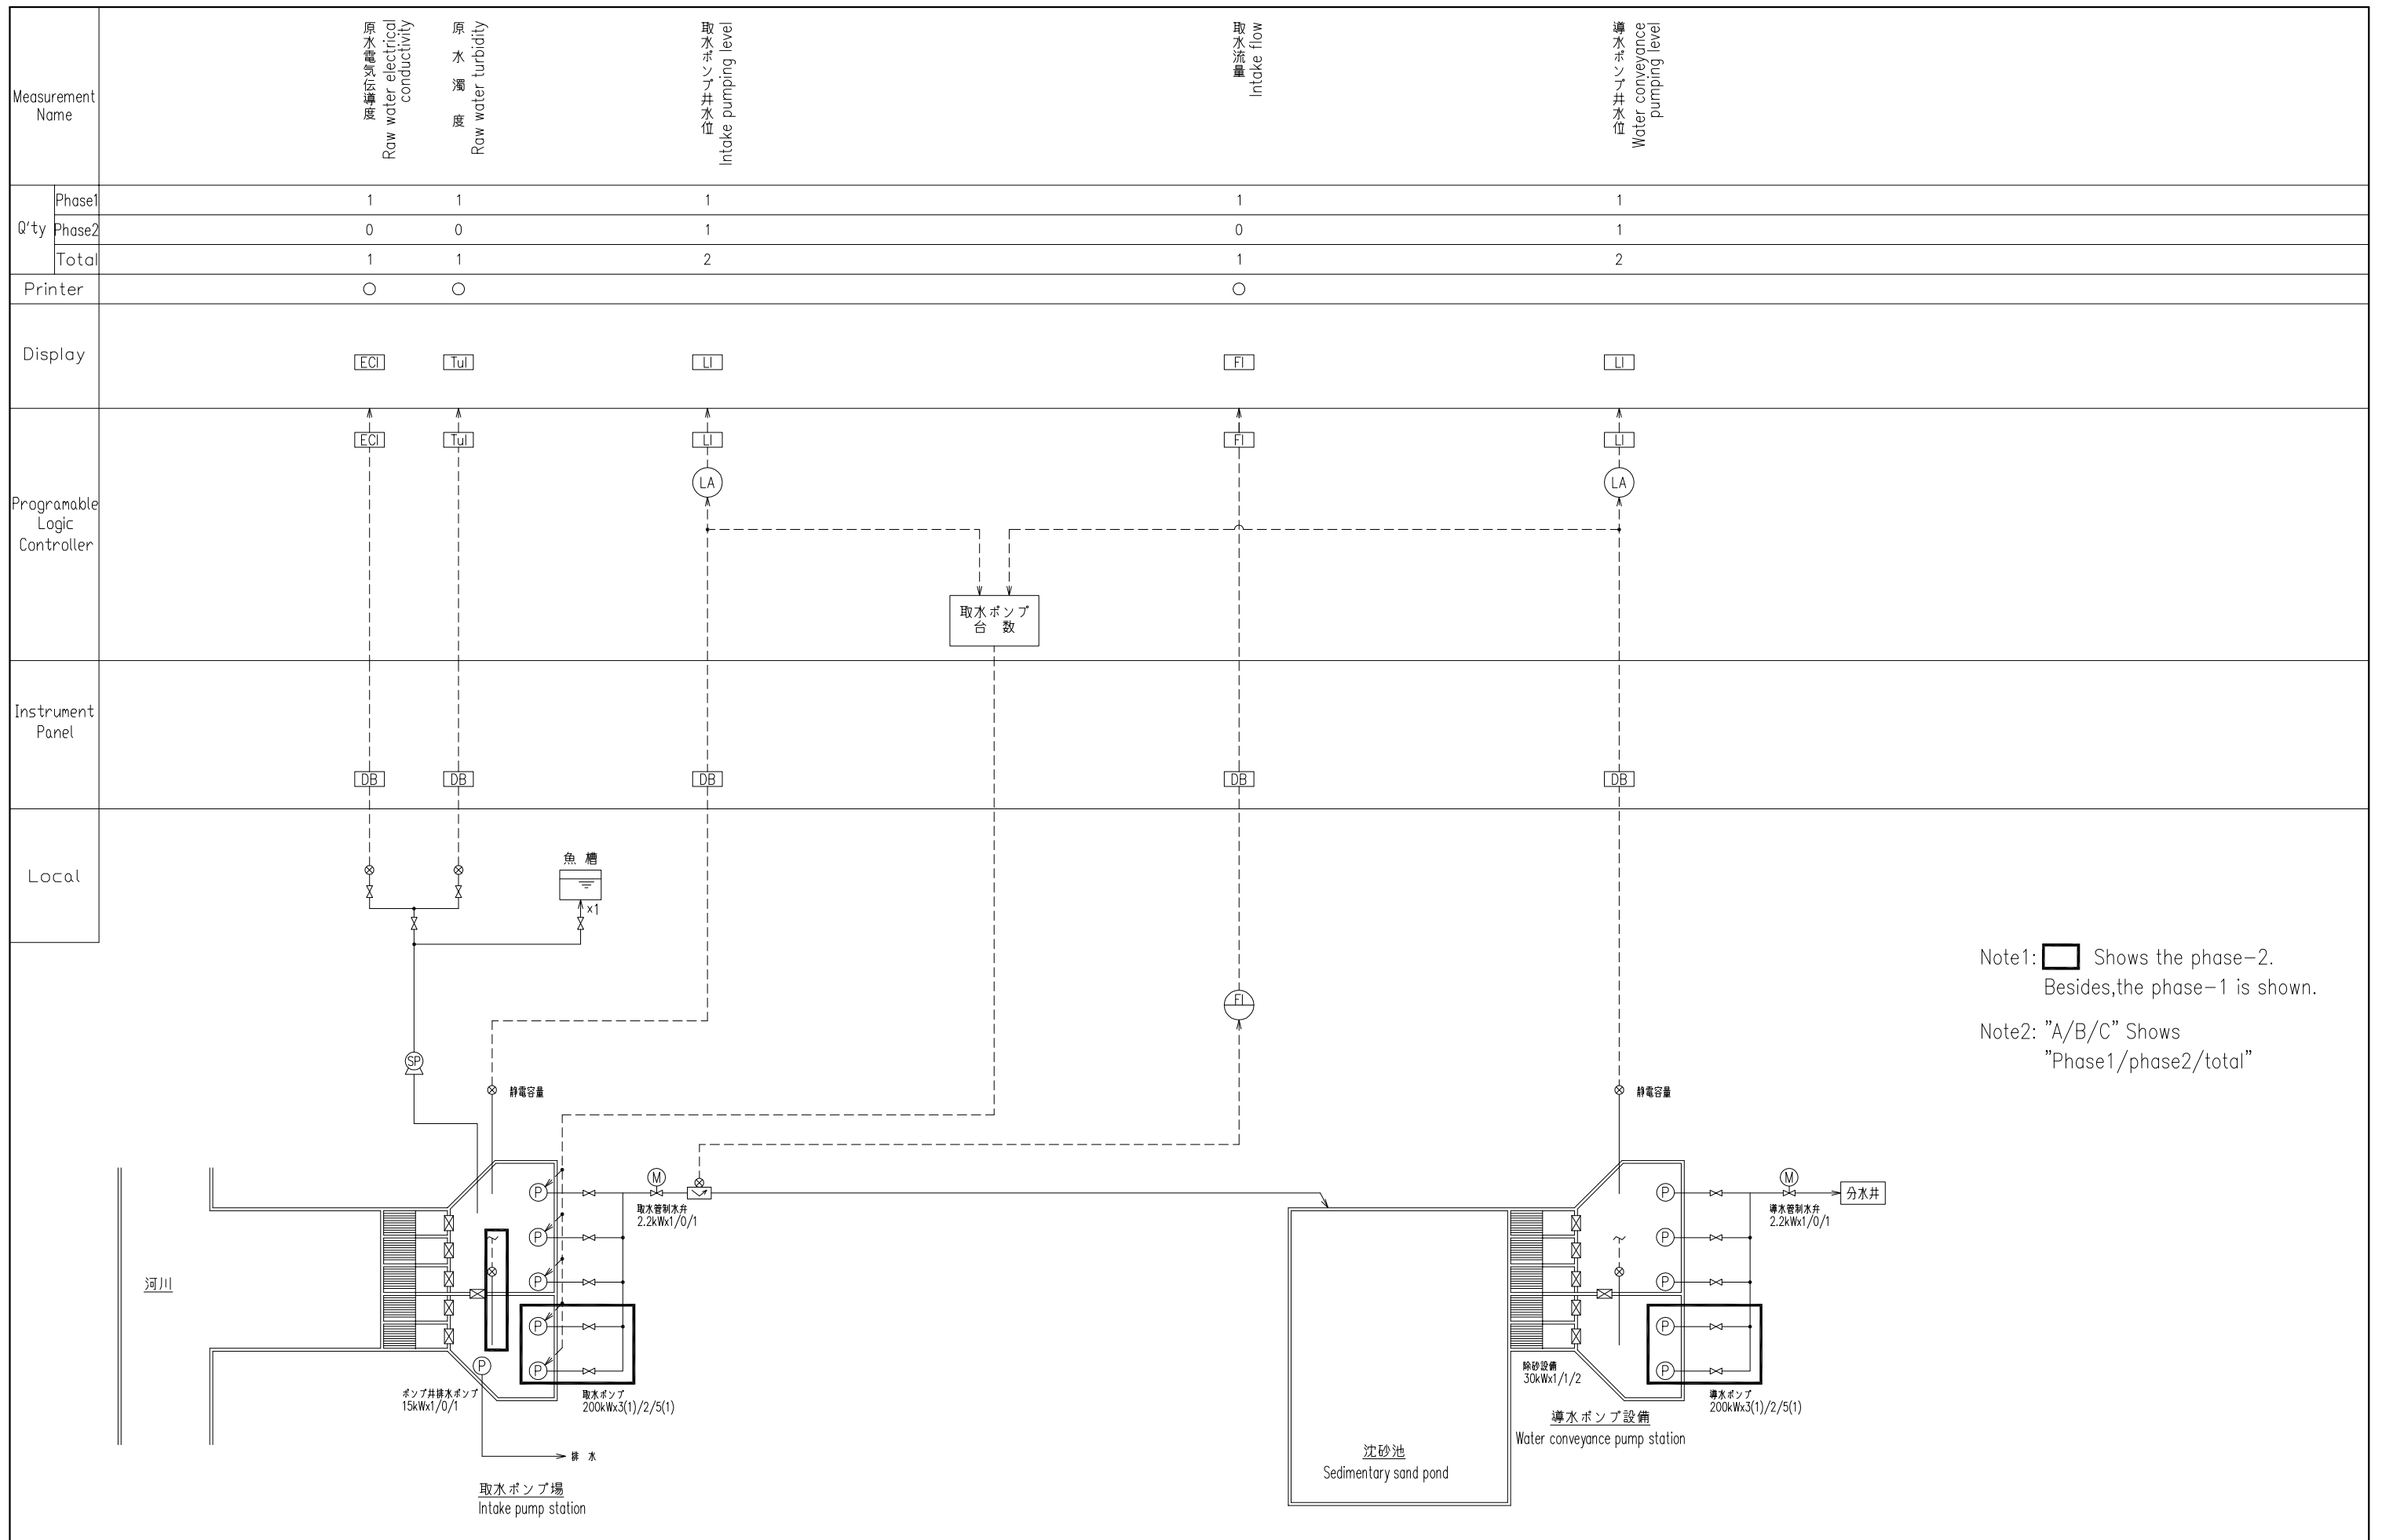 Measurement
Name
原水電気伝導度
Raw water electrical
conductivity
原水濁度
Raw water turbidity
取水ポンプ井水位
Intake pumping level
取水流量
Intake flow
導水ポンプ井水位
Water conveyance
pumping level
Q'ty
Phase1
1
1
1
1
1
Phase2
0
0
1
0
1
Total
1
1
2
1
2
Printer
○
○
○
Display
ECI
TuI
LI
FI
LI
Programable
Logic
Controller
ECI
TuI
LI
FI
LI
LA
LA
取水ポンプ
台 数
Instrument
Panel
DB
DB
DB
DB
DB
Local
魚 槽
x1
FI
SP
静電容量
静電容量
Note1: Shows the phase-2.
Besides,the phase-1 is shown.
Note2: "A/B/C" Shows
"Phase1/phase2/total"
河川
P
P
P
P
P
P
M
取水管制水弁
2.2kWx1/0/1
ポンプ井排水ポンプ
15kWx1/0/1
取水ポンプ
200kWx3(1)/2/5(1)
排 水
取水ポンプ場
Intake pump station
沈砂池
Sedimentary sand pond
P
P
P
P
P
M
導水管制水弁
2.2kWx1/0/1
分水井
除砂設備
30kWx1/1/2
導水ポンプ
200kWx3(1)/2/5(1)
導水ポンプ設備
Water conveyance pump station